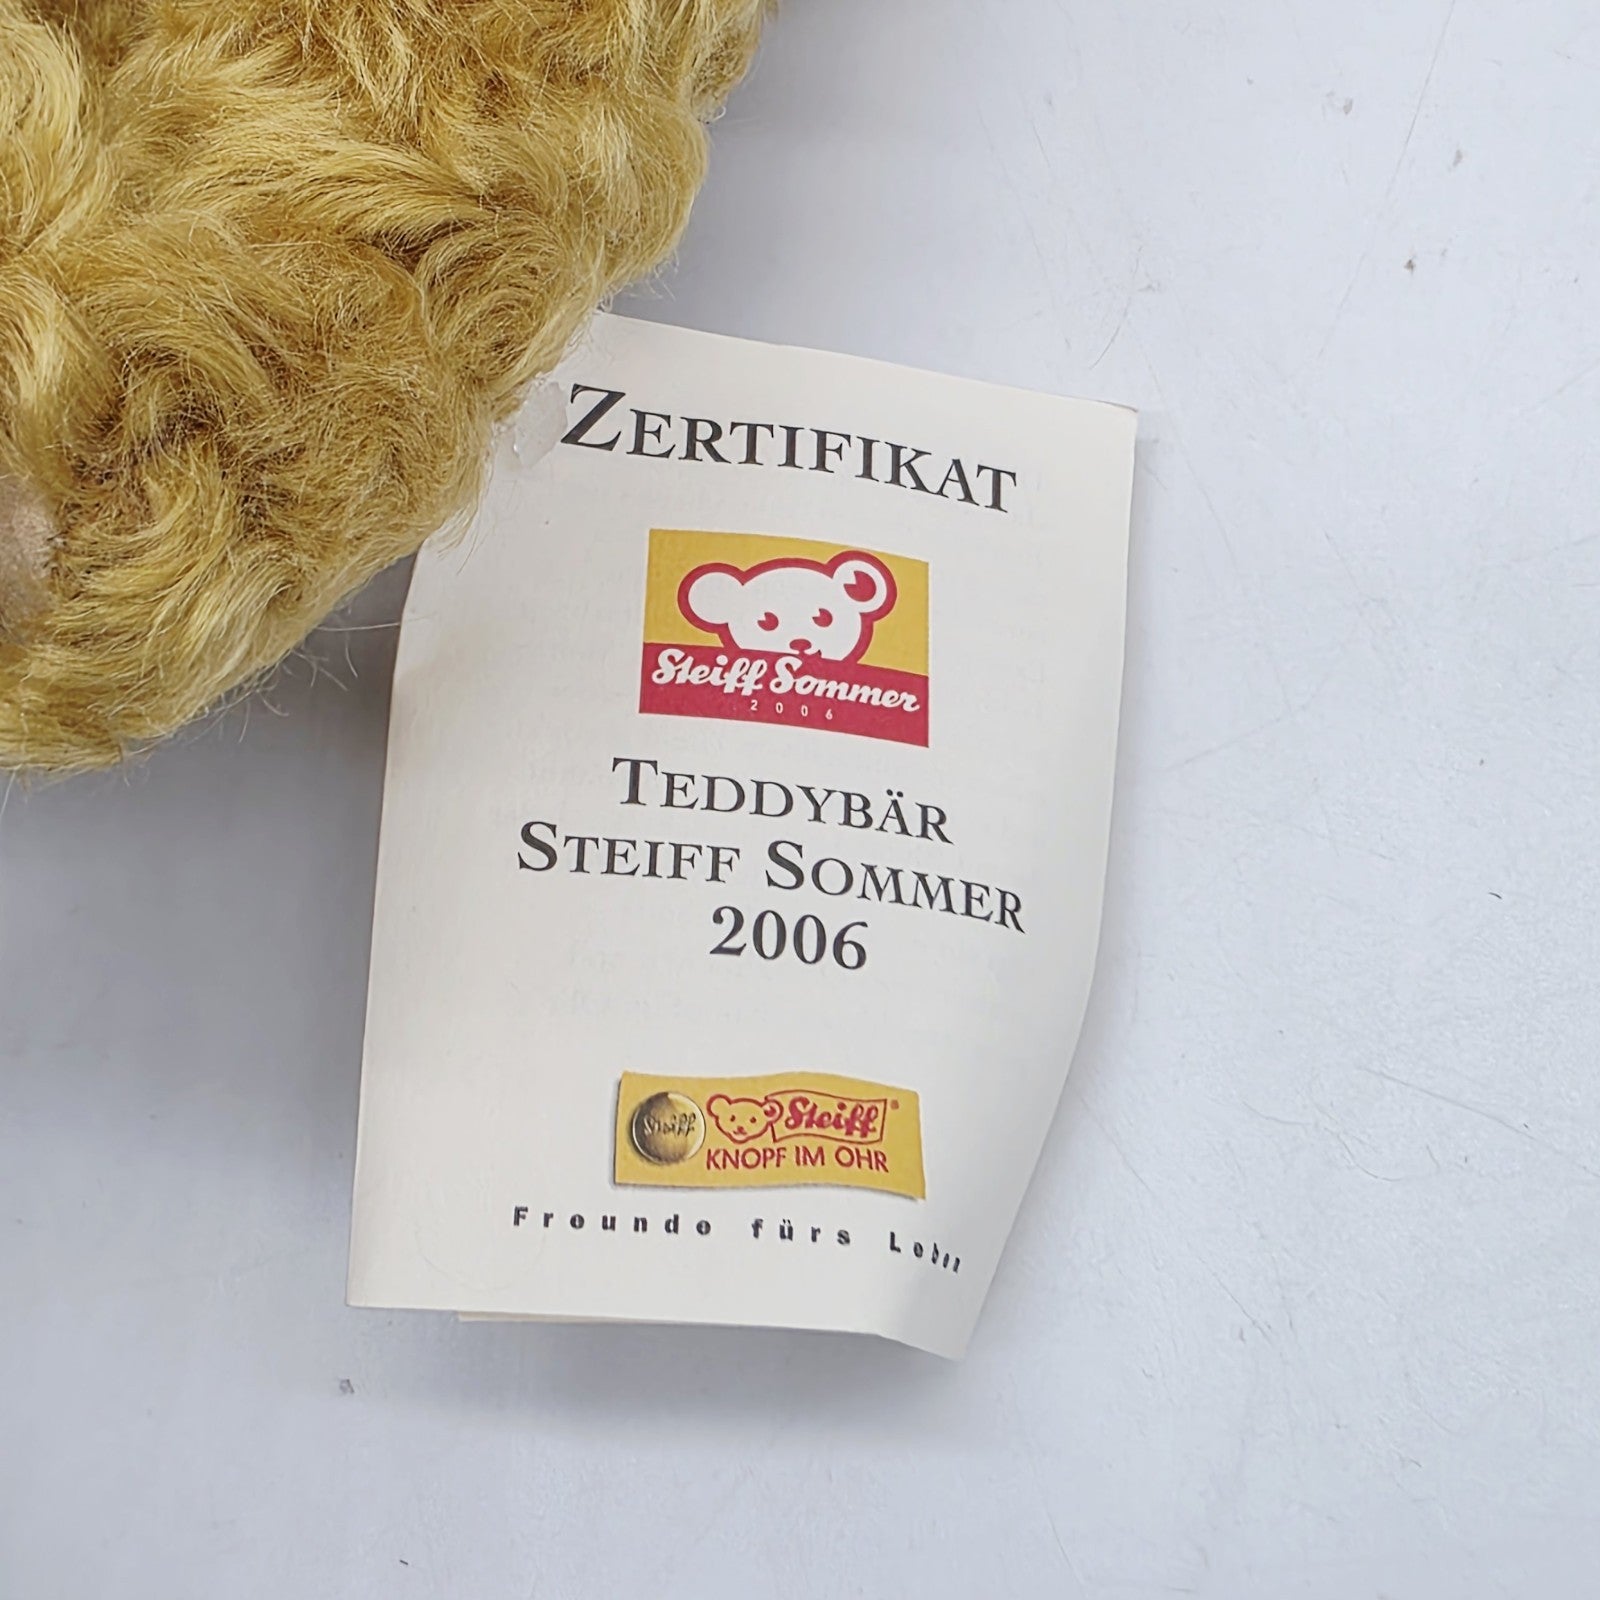 ZERTIFIKAT
Steiff Sommer
2006
TEDDYBÄR
STEIFF SOMMER
2006
Steiff
Steiff®
KNOPF IM OHR
Freunde fürs Leben